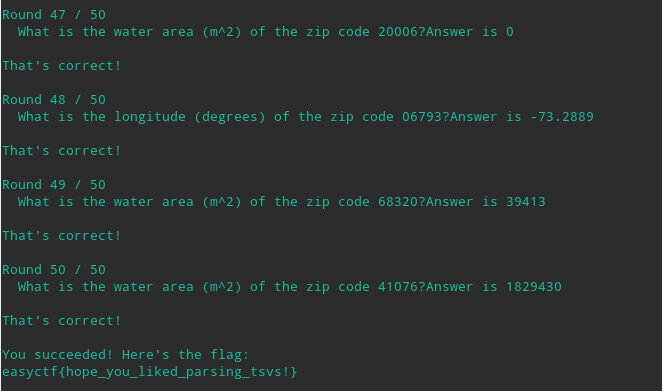 Round 47 / 50
What is the water area (m^2) of the zip code 20006?Answer is 0
That's correct!
Round 48 / 50
What is the longitude (degrees) of the zip code 06793?Answer is -73.2889
That's correct!
Round 49 / 50
What is the water area (m^2) of the zip code 68320?Answer is 39413
That's correct!
Round 50 / 50
What is the water area (m^2) of the zip code 41076?Answer is 1829430
That's correct!
You succeeded! Here's the flag:
easyctf{hope_you_liked_parsing_tsvs!}